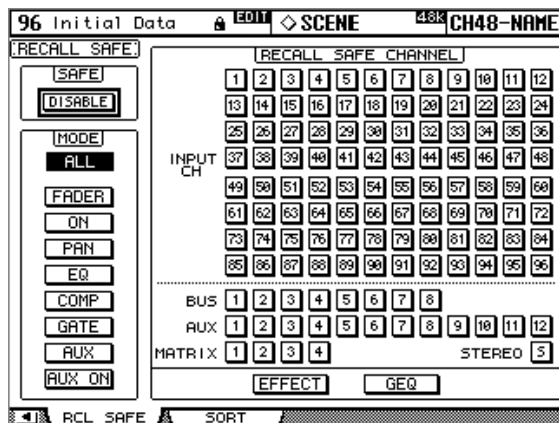 96 Initial Data EDIT ◇SCENE 48k CH48-NAME
RECALL SAFE
SAFE
DISABLE
MODE
ALL
FADER
ON
PAN
EQ
COMP
GATE
AUX
AUX ON
RECALL SAFE CHANNEL
INPUT CH
1 2 3 4 5 6 7 8 9 10 11 12
13 14 15 16 17 18 19 20 21 22 23 24
25 26 27 28 29 30 31 32 33 34 35 36
37 38 39 40 41 42 43 44 45 46 47 48
49 50 51 52 53 54 55 56 57 58 59 60
61 62 63 64 65 66 67 68 69 70 71 72
73 74 75 76 77 78 79 80 81 82 83 84
85 86 87 88 89 90 91 92 93 94 95 96
BUS 1 2 3 4 5 6 7 8
AUX 1 2 3 4 5 6 7 8 9 10 11 12
MATRIX 1 2 3 4 STEREO S
EFFECT GEQ
RCL SAFE SORT